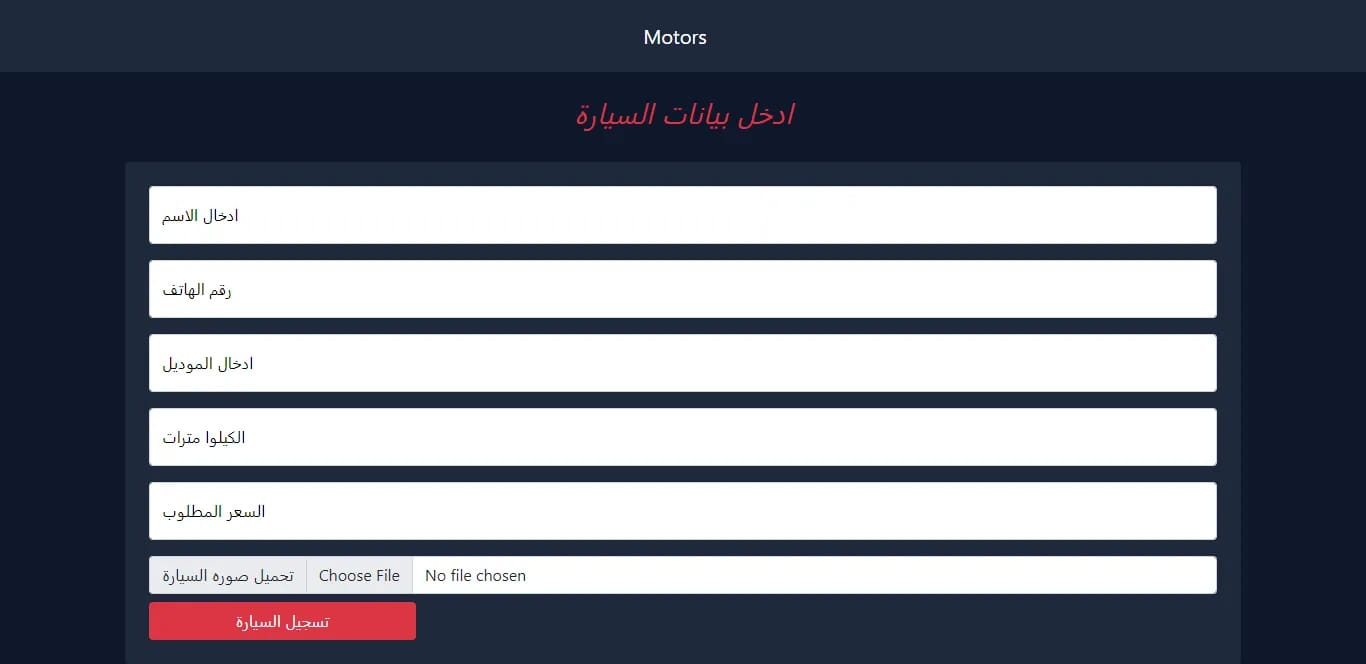 Motors
ادخل بيانات السيارة
ادخال الاسم
رقم الهاتف
ادخال الموديل
الكيلوا مترات
السعر المطلوب
تحميل صوره السيارة Choose File No file chosen
تسجيل السيارة